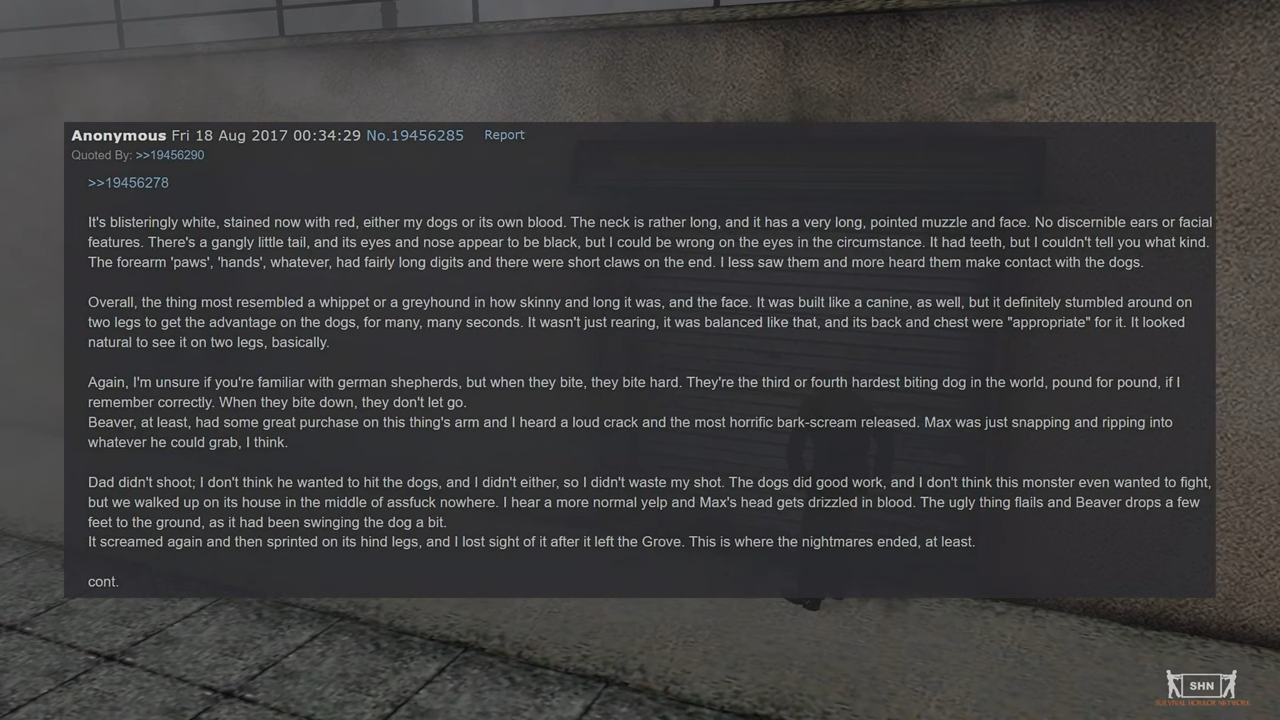 Anonymous Fri 18 Aug 2017 00:34:29 No.19456285 Report
Quoted By: >>19456290
>>19456278
It's blisteringly white, stained now with red, either my dogs or its own blood. The neck is rather long, and it has a very long, pointed muzzle and face. No discernible ears or facial
features. There's a gangly little tail, and its eyes and nose appear to be black, but I could be wrong on the eyes in the circumstance. It had teeth, but I couldn't tell you what kind.
The forearm 'paws', 'hands', whatever, had fairly long digits and there were short claws on the end. I less saw them and more heard them make contact with the dogs.
Overall, the thing most resembled a whippet or a greyhound in how skinny and long it was, and the face. It was built like a canine, as well, but it definitely stumbled around on
two legs to get the advantage on the dogs, for many, many seconds. It wasn't just rearing, it was balanced like that, and its back and chest were "appropriate" for it. It looked
natural to see it on two legs, basically.
Again, I'm unsure if you're familiar with german shepherds, but when they bite, they bite hard. They're the third or fourth hardest biting dog in the world, pound for pound, if I
remember correctly. When they bite down, they don't let go.
Beaver, at least, had some great purchase on this thing's arm and I heard a loud crack and the most horrific bark-scream released. Max was just snapping and ripping into
whatever he could grab, I think.
Dad didn't shoot; I don't think he wanted to hit the dogs, and I didn't either, so I didn't waste my shot. The dogs did good work, and I don't think this monster even wanted to fight,
but we walked up on its house in the middle of assfuck nowhere. I hear a more normal yelp and Max's head gets drizzled in blood. The ugly thing flails and Beaver drops a few
feet to the ground, as it had been swinging the dog a bit.
It screamed again and then sprinted on its hind legs, and I lost sight of it after it left the Grove. This is where the nightmares ended, at least.
cont.
SHN
SURVIVAL HORROR NETWORK